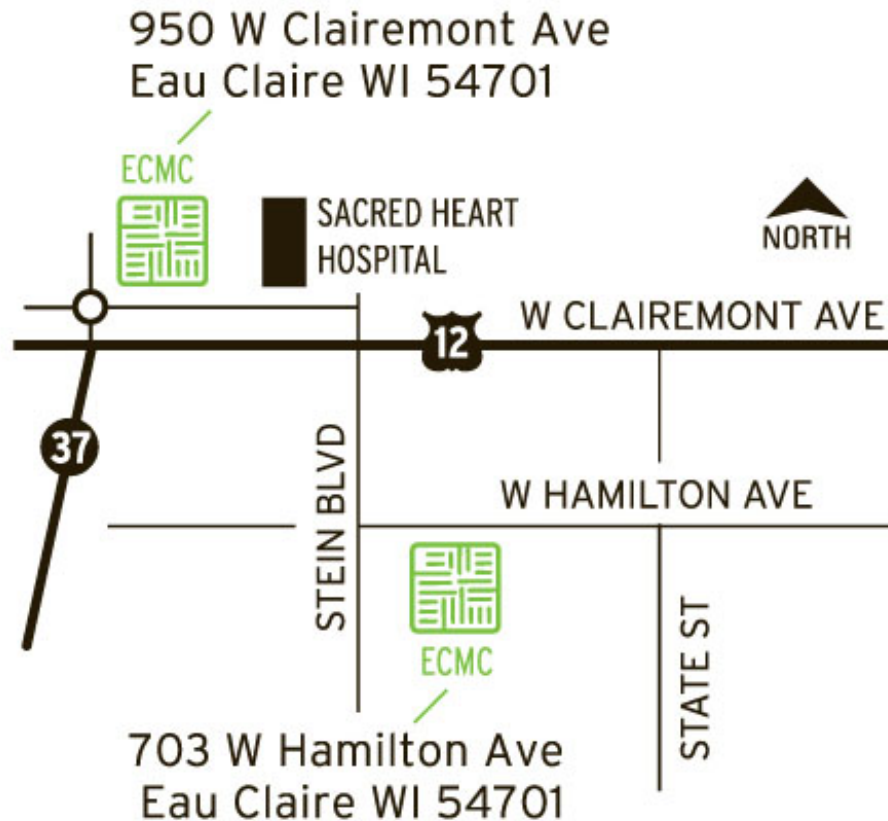 950 W Clairemont Ave
Eau Claire WI 54701
ECMC
SACRED HEART
HOSPITAL
NORTH
W CLAIREMONT AVE
12
37
STEIN BLVD
W HAMILTON AVE
ECMC
STATE ST
703 W Hamilton Ave
Eau Claire WI 54701